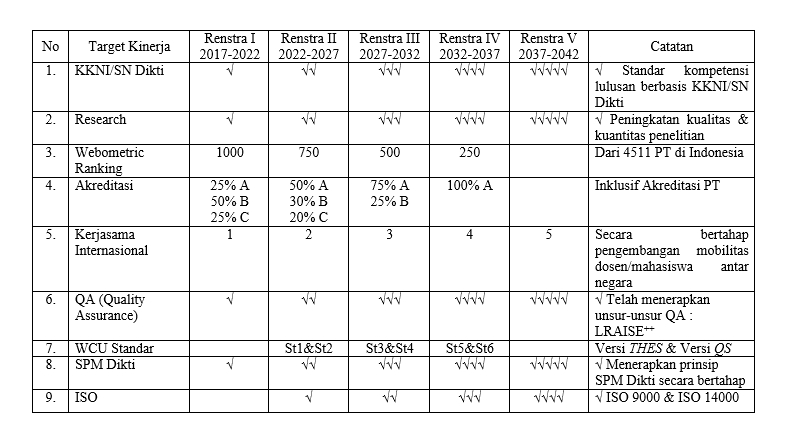 No Target Kinerja Renstra I 2017-2022 Renstra II 2022-2027 Renstra III 2027-2032 Renstra IV 2032-2037 Renstra V 2037-2042 Catatan
1. KKNI/SN Dikti √ √√ √√√ √√√√ √√√√√ √ Standar kompetensi
lulusan berbasis KKNI/SN
Dikti
2. Research √ √√ √√√ √√√√ √√√√√ √ Peningkatan kualitas &
kuantitas penelitian
3. Webometric 1000 750 500 250 Dari 4511 PT di Indonesia
Ranking
4. Akreditasi 25% A 50% A 75% A 100% A Inklusif Akreditasi PT
50% B 30% B 25% B
25% C 20% C
5. Kerjasama 1 2 3 4 5 Secara bertahap
Internasional pengembangan mobilitas
dosen/mahasiswa antar
negara
6. QA (Quality √ √√ √√√ √√√√ √√√√√ √ Telah menerapkan
Assurance) unsur-unsur QA :
LRAISE++
7. WCU Standar St1&St2 St3&St4 St5&St6 Versi THES & Versi QS
8. SPM Dikti √ √√ √√√ √√√√ √√√√√ √ Menerapkan prinsip
SPM Dikti secara bertahap
9. ISO √ √√ √√√ √√√√ √ ISO 9000 & ISO 14000